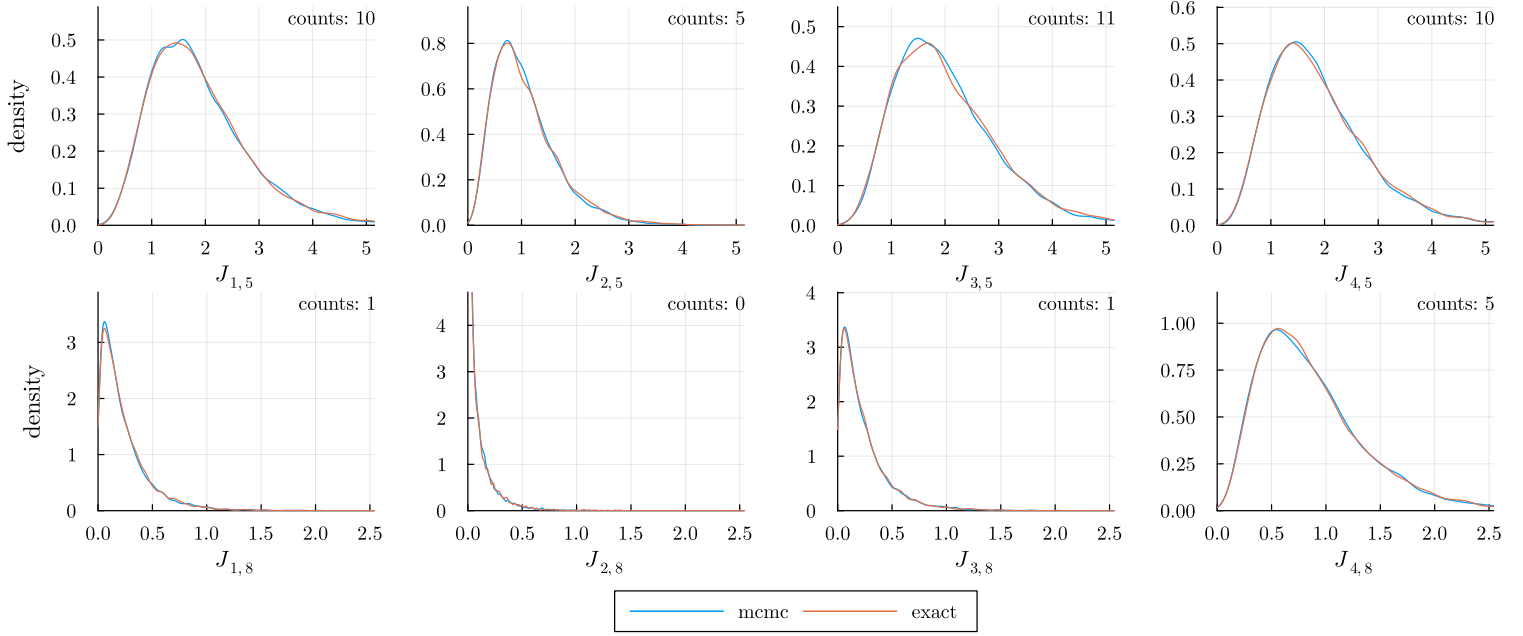 counts: 10
density
0.5
0.4
0.3
0.2
0.1
0.0
0 1 2 3 4 5
J1,5
counts: 5
0.8
0.6
0.4
0.2
0.0
0 1 2 3 4 5
J2,5
counts: 11
0.5
0.4
0.3
0.2
0.1
0.0
0 1 2 3 4 5
J3,5
counts: 10
0.6
0.5
0.4
0.3
0.2
0.1
0.0
0 1 2 3 4 5
J4,5
counts: 1
density
3
2
1
0
0.0 0.5 1.0 1.5 2.0 2.5
J1,8
counts: 0
4
3
2
1
0
0.0 0.5 1.0 1.5 2.0 2.5
J2,8
counts: 1
4
3
2
1
0
0.0 0.5 1.0 1.5 2.0 2.5
J3,8
counts: 5
1.00
0.75
0.50
0.25
0.00
0.0 0.5 1.0 1.5 2.0 2.5
J4,8
mcmc exact